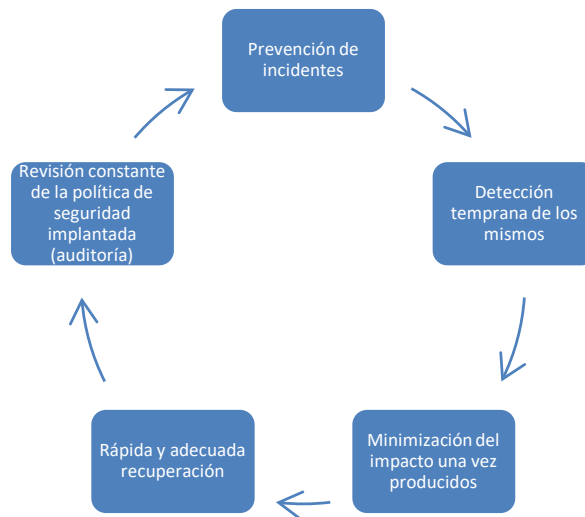 Prevención de
incidentes
Detección
temprana de los
mismos
Minimización del
impacto una vez
producidos
Rápida y adecuada
recuperación
Revisión constante
de la política de
seguridad
implantada
(auditoría)